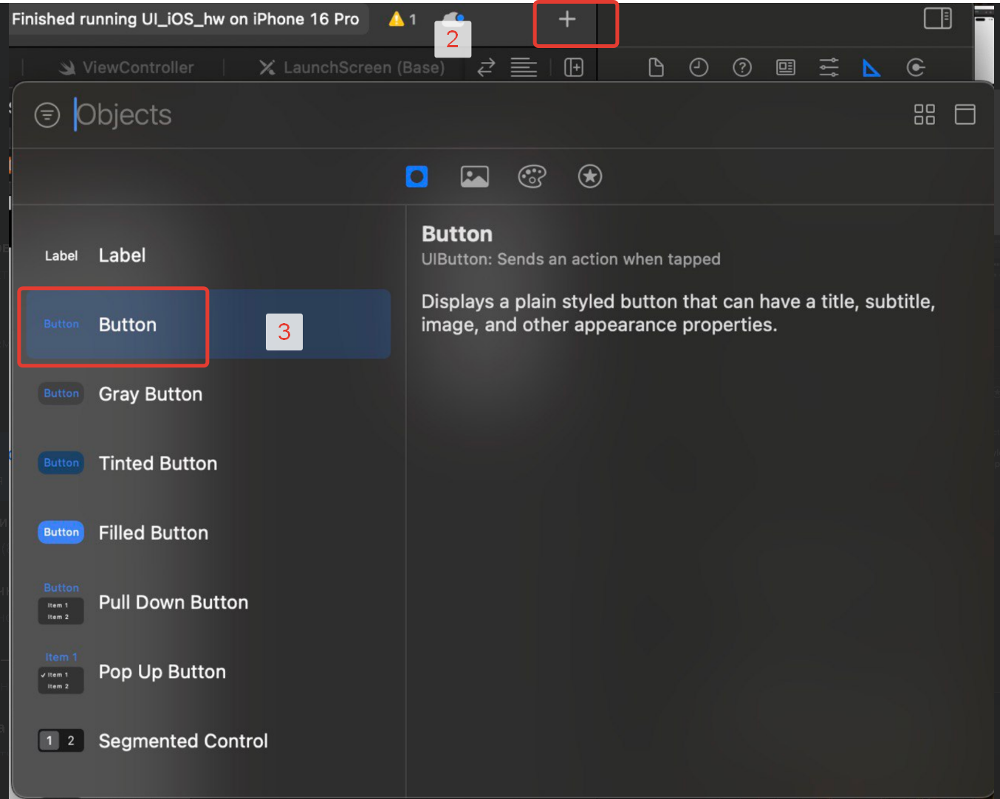 Finished running UI_iOS_hw on iPhone 16 Pro
1
2
ViewController
LaunchScreen (Base)
Objects
Label
Label
Button
Button
3
Button
Gray Button
Button
Tinted Button
Button
Filled Button
Button
Item 1
Item 2
Pull Down Button
Item 1
Item 1
Item 2
Pop Up Button
1 2
Segmented Control
Button
UIButton: Sends an action when tapped
Displays a plain styled button that can have a title, subtitle,
image, and other appearance properties.